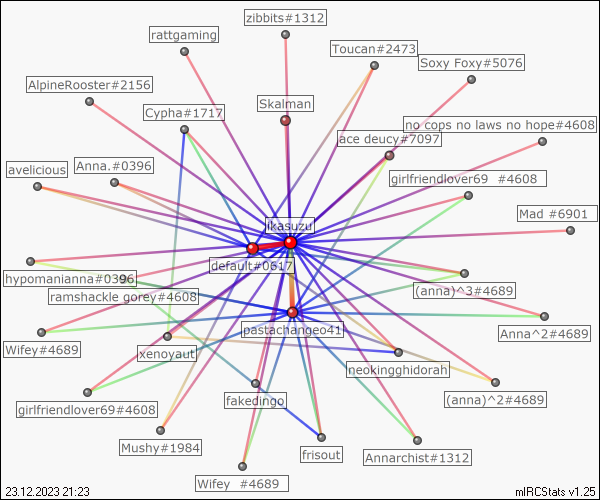 zibbits#1312
rattgaming
Toucan#2473
Soxy Foxy#5076
AlpineRooster#2156
Skalman
Cypha#1717
no cops no laws no hope#4608
ace deucy#7097
avelicious
Anna.#0396
girlfriendlover69 #4608
Mad #6901
jikasuzu
default#0617
hypomanianna#0396
(anna)^3#4689
ramshackle gorey#4608
pastachangeo41
Anna^2#4689
Wifey#4689
xenoyaut
neokingghidorah
fakedingo
(anna)^2#4689
girlfriendlover69#4608
Mushy#1984
frisout
Annarchist#1312
Wifey #4689
23.12.2023 21:23
mIRCStats v1.25